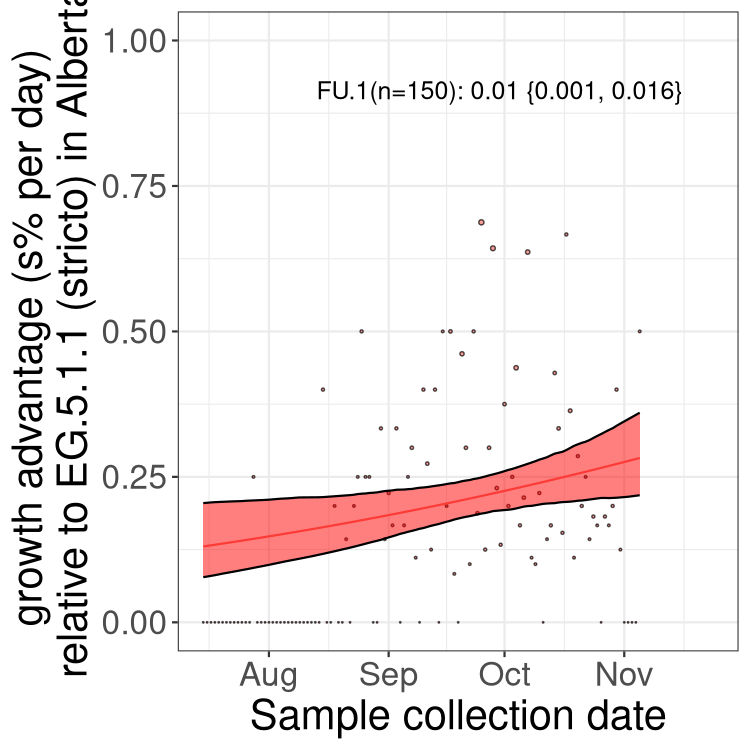 growth advantage (s% per day)
relative to EG.5.1.1 (stricto) in Alberta
1.00
0.75
0.50
0.25
0.00
FU.1(n=150): 0.01 {0.001, 0.016}
Aug Sep Oct Nov
Sample collection date